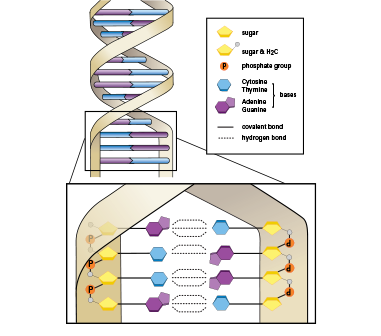 sugar
sugar & H2C
P phosphate group
Cytosine
Thymine
bases
Adenine
Guanine
covalent bond
hydrogen bond
P
P
P
P
P
P